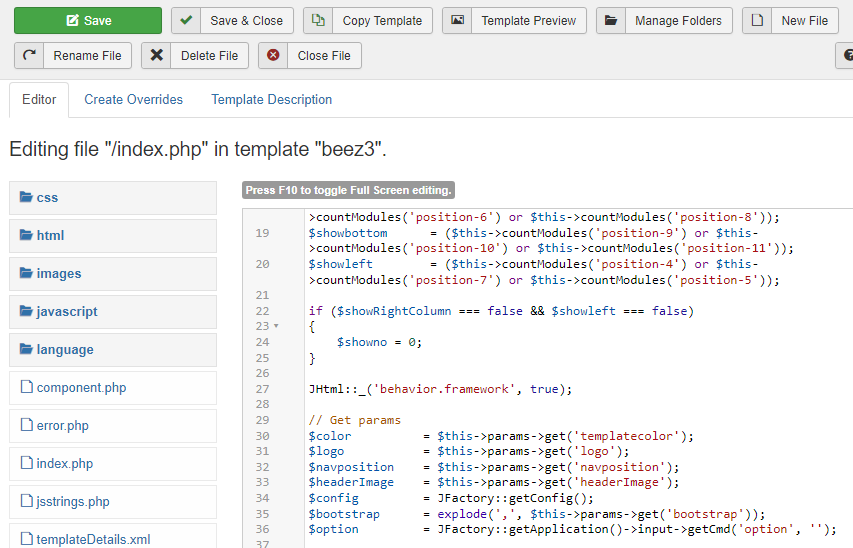 Save Save & Close Copy Template Template Preview Manage Folders New File
Rename File Delete File Close File ?
Editor Create Overrides Template Description
Editing file "/index.php" in template "beez3".
css
html
images
javascript
language
component.php
error.php
index.php
jsstrings.php
templateDetails.xml
Press F10 to toggle Full Screen editing.
>countModules('position-6') or $this->countModules('position-8'));
19 $showbottom = ($this->countModules('position-9') or $this-
>countModules('position-10') or $this->countModules('position-11'));
20 $showleft = ($this->countModules('position-4') or $this-
>countModules('position-7') or $this->countModules('position-5'));
21
22 if ($showRightColumn === false && $showleft === false)
23 {
24 $showno = 0;
25 }
26
27 JHtml::_('behavior.framework', true);
28
29 // Get params
30 $color = $this->params->get('templatecolor');
31 $logo = $this->params->get('logo');
32 $navposition = $this->params->get('navposition');
33 $headerImage = $this->params->get('headerImage');
34 $config = JFactory::getConfig();
35 $bootstrap = explode(',', $this->params->get('bootstrap'));
36 $option = JFactory::getApplication()->input->getCmd('option', '');
37